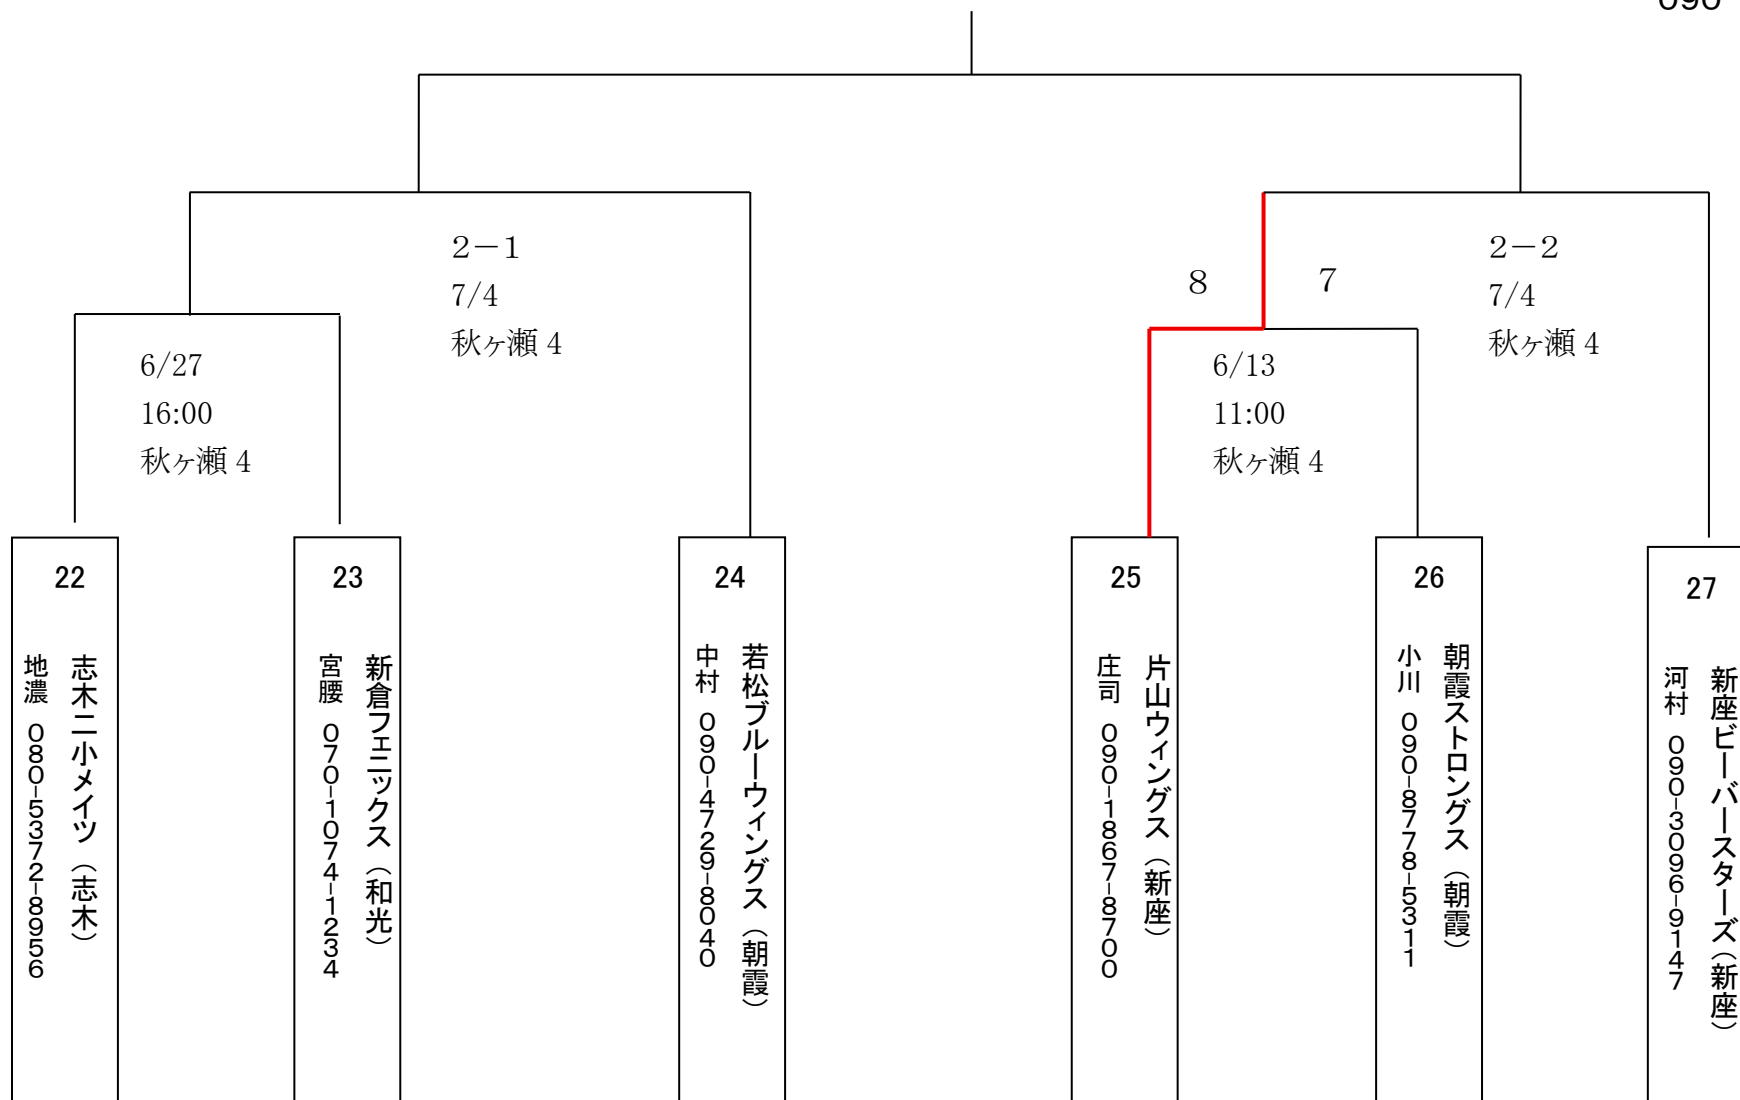 2－1
7/4
秋ヶ瀬 4
6/27
16:00
秋ヶ瀬 4
8
7
2－2
7/4
秋ヶ瀬 4
6/13
11:00
秋ヶ瀬 4
22
志木二小メイツ（志木）
地濃 080-5372-8956
23
新倉フェニックス（和光）
宮腰 070-1074-1234
24
若松ブルーウィングス（朝霞）
中村 090-4729-8040
25
片山ウィングス（新座）
庄司 090-1867-8700
26
朝霞ストロングス（朝霞）
小川 090-8778-5311
27
新座ビーバースターズ（新座）
河村 090-3096-9147